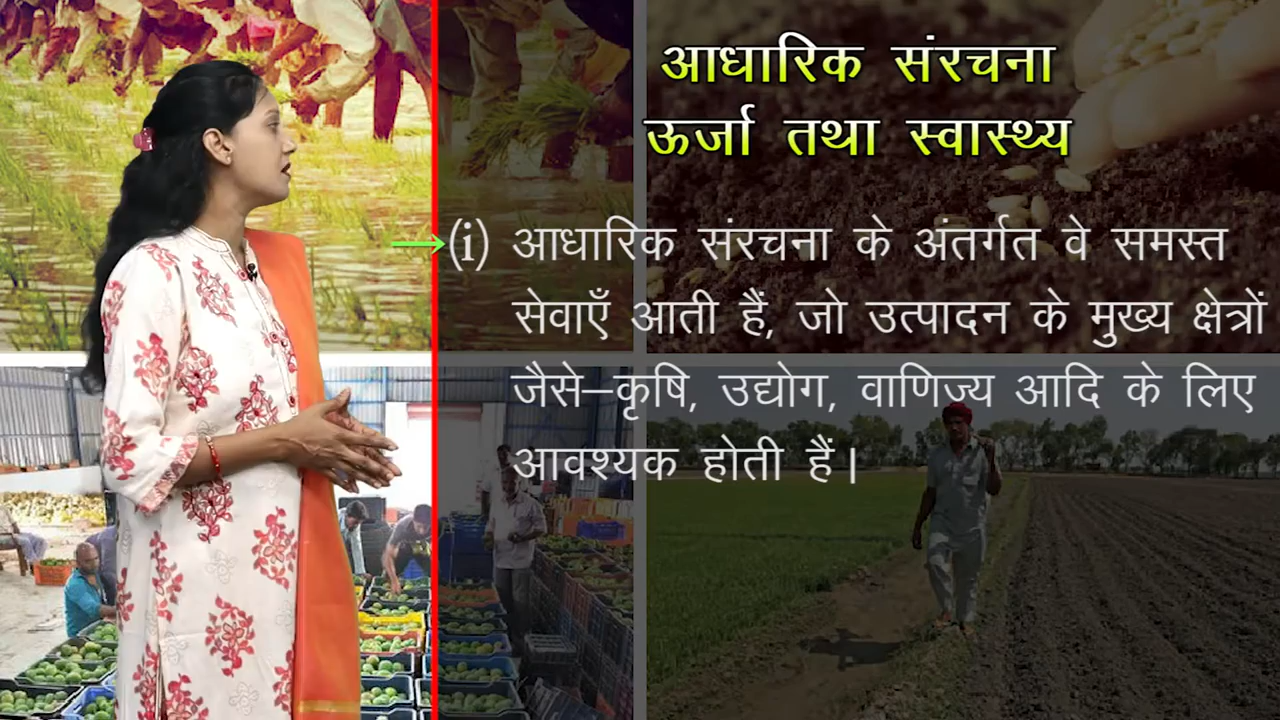 आधारिक संरचना
ऊर्जा तथा स्वास्थ्य
(i) आधारिक संरचना के अंतर्गत वे समस्त
सेवाएँ आती हैं, जो उत्पादन के मुख्य क्षेत्रों
जैसे–कृषि, उद्योग, वाणिज्य आदि के लिए
आवश्यक होती हैं।